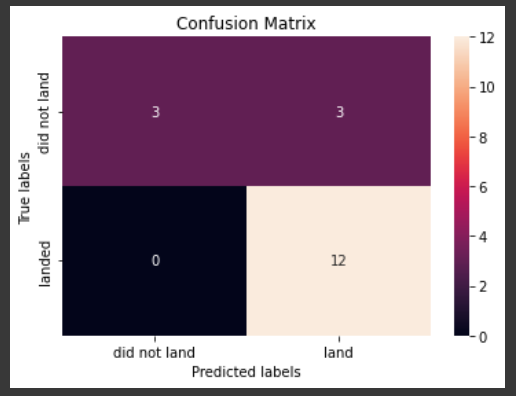 Confusion Matrix
True labels
did not land
3
3
landed
0
12
did not land
land
Predicted labels
12
10
8
6
4
2
0